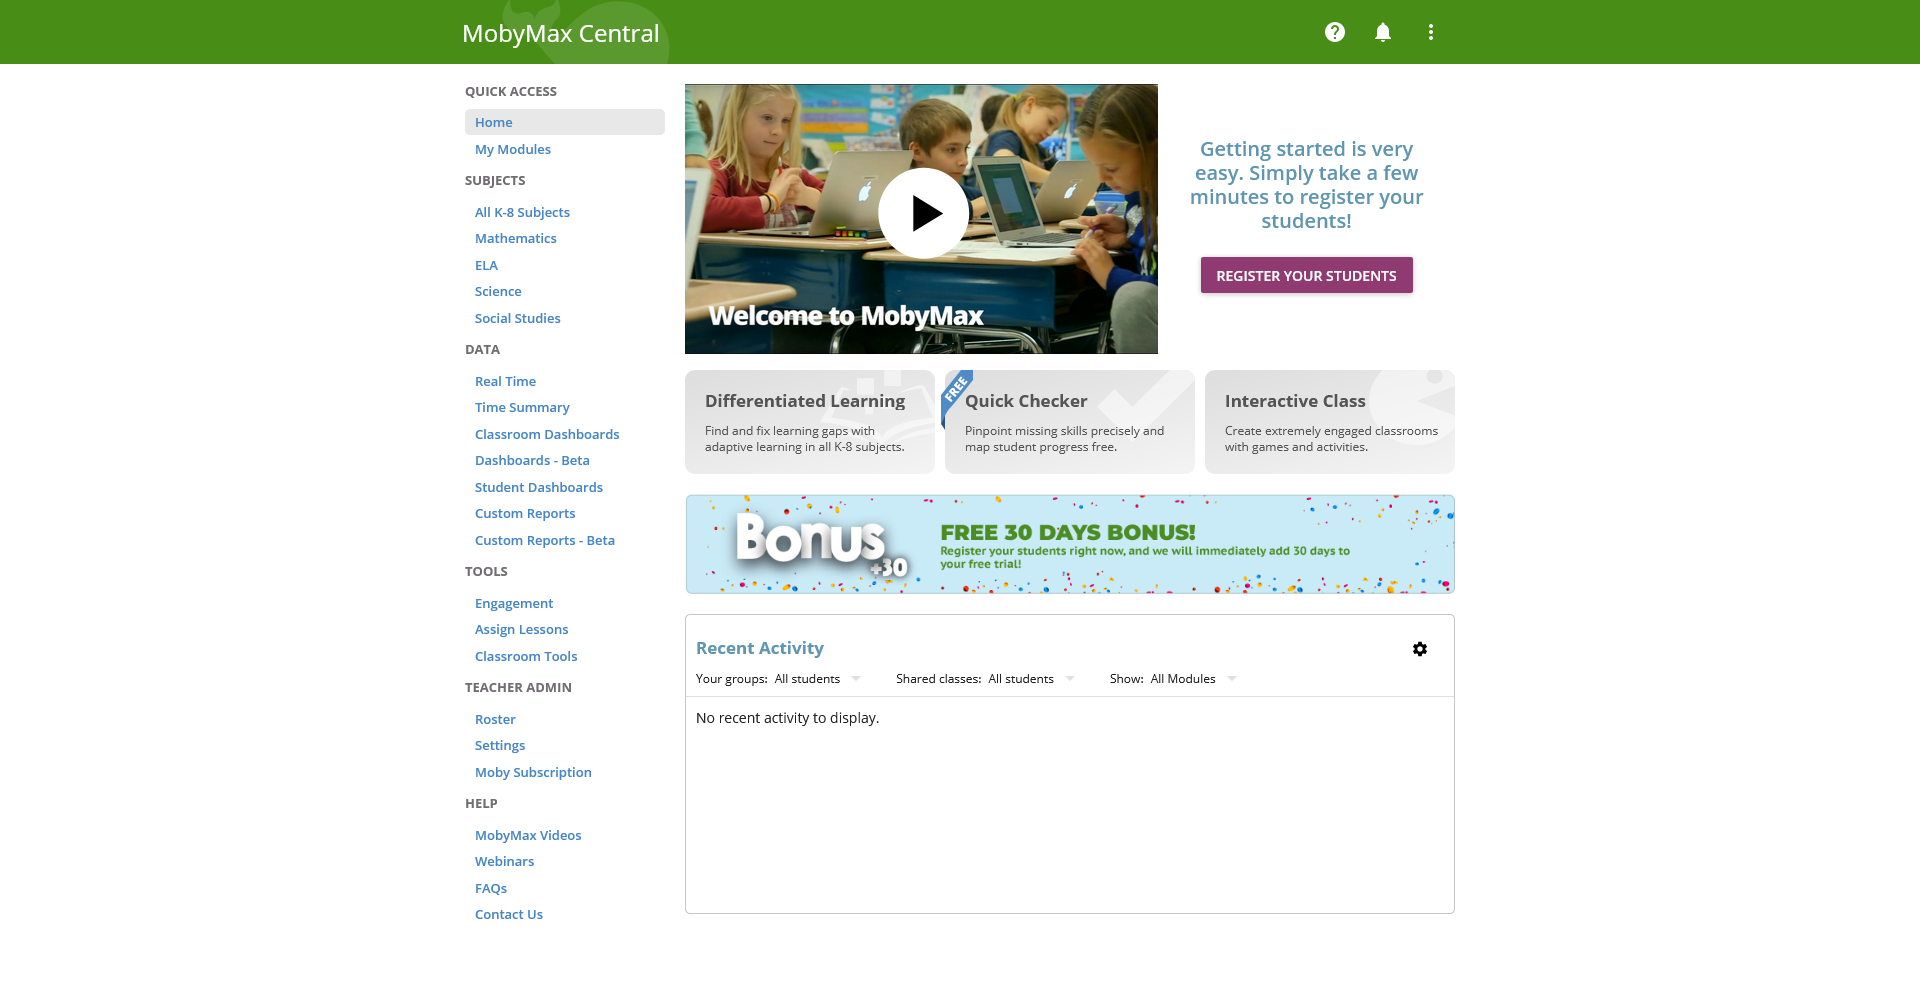 MobyMax Central
QUICK ACCESS
Home
My Modules
SUBJECTS
All K-8 Subjects
Mathematics
ELA
Science
Social Studies
DATA
Real Time
Time Summary
Classroom Dashboards
Dashboards - Beta
Student Dashboards
Custom Reports
Custom Reports - Beta
TOOLS
Engagement
Assign Lessons
Classroom Tools
TEACHER ADMIN
Roster
Settings
Moby Subscription
HELP
MobyMax Videos
Webinars
FAQs
Contact Us
Welcome to MobyMax
Getting started is very
easy. Simply take a few
minutes to register your
students!
REGISTER YOUR STUDENTS
Differentiated Learning
Find and fix learning gaps with
adaptive learning in all K-8 subjects.
FREE
Quick Checker
Pinpoint missing skills precisely and
map student progress free.
Interactive Class
Create extremely engaged classrooms
with games and activities.
Bonus
+30
FREE 30 DAYS BONUS!
Register your students right now, and we will immediately add 30 days to
your free trial!
Recent Activity
Your groups: All students Shared classes: All students Show: All Modules
No recent activity to display.